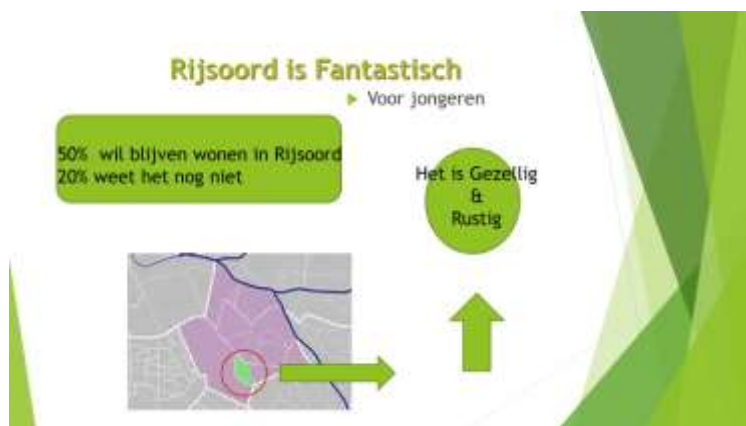 Rijsoord is Fantastisch
Voor jongeren
50% wil blijven wonen in Rijsoord
20% weet het nog niet
Het is Gezellig
&
Rustig